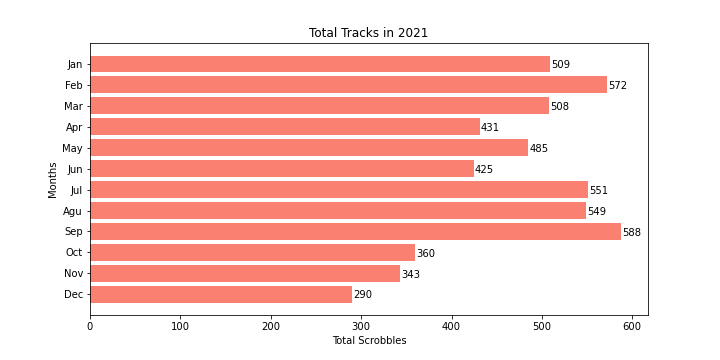 Total Tracks in 2021
Months
Jan 509
Feb 572
Mar 508
Apr 431
May 485
Jun 425
Jul 551
Agu 549
Sep 588
Oct 360
Nov 343
Dec 290
0 100 200 300 400 500 600
Total Scrobbles